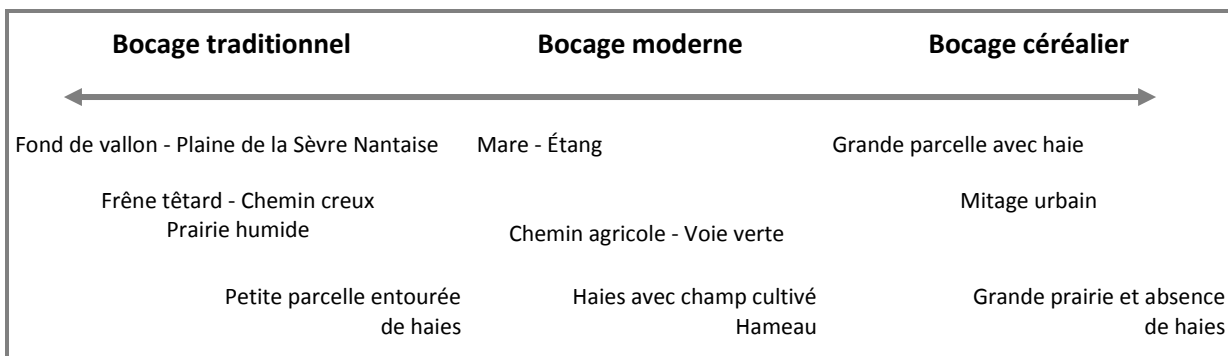 Bocage traditionnel
Bocage moderne
Bocage céréalier
Fond de vallon - Plaine de la Sèvre Nantaise
Mare - Étang
Grande parcelle avec haie
Frêne têtard - Chemin creux
Prairie humide
Mitage urbain
Chemin agricole - Voie verte
Petite parcelle entourée
de haies
Haies avec champ cultivé
Hameau
Grande prairie et absence
de haies